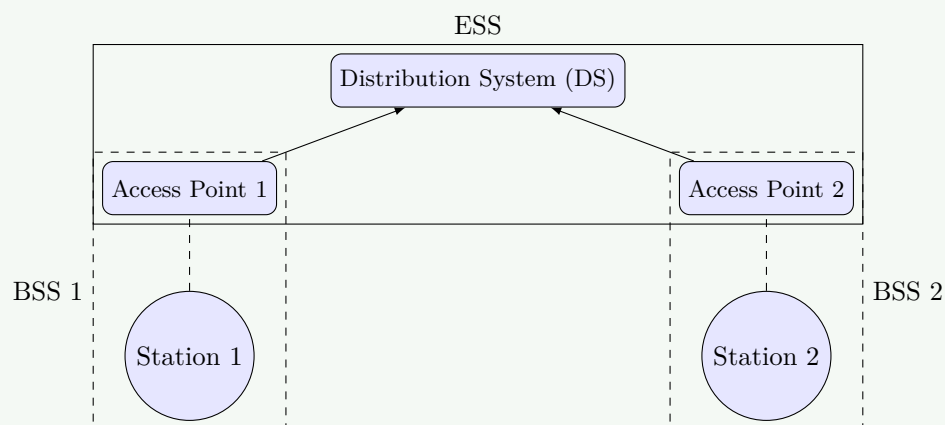 ESS
Distribution System (DS)
Access Point 1
Access Point 2
BSS 1
BSS 2
Station 1
Station 2